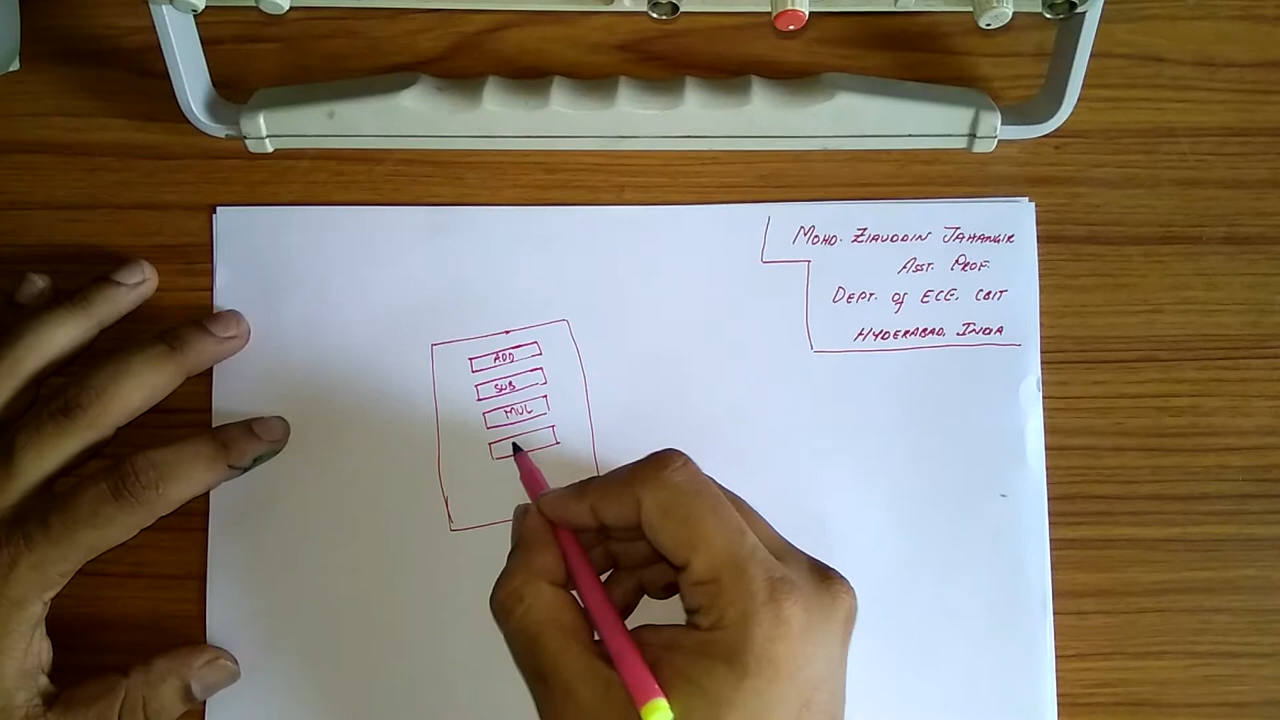 MOHD. ZIAUDDIN JAHANGIR
ASST. PROF.
DEPT. of ECE, CBIT
HYDERABAD, INDIA
ADD
SUB
MUL